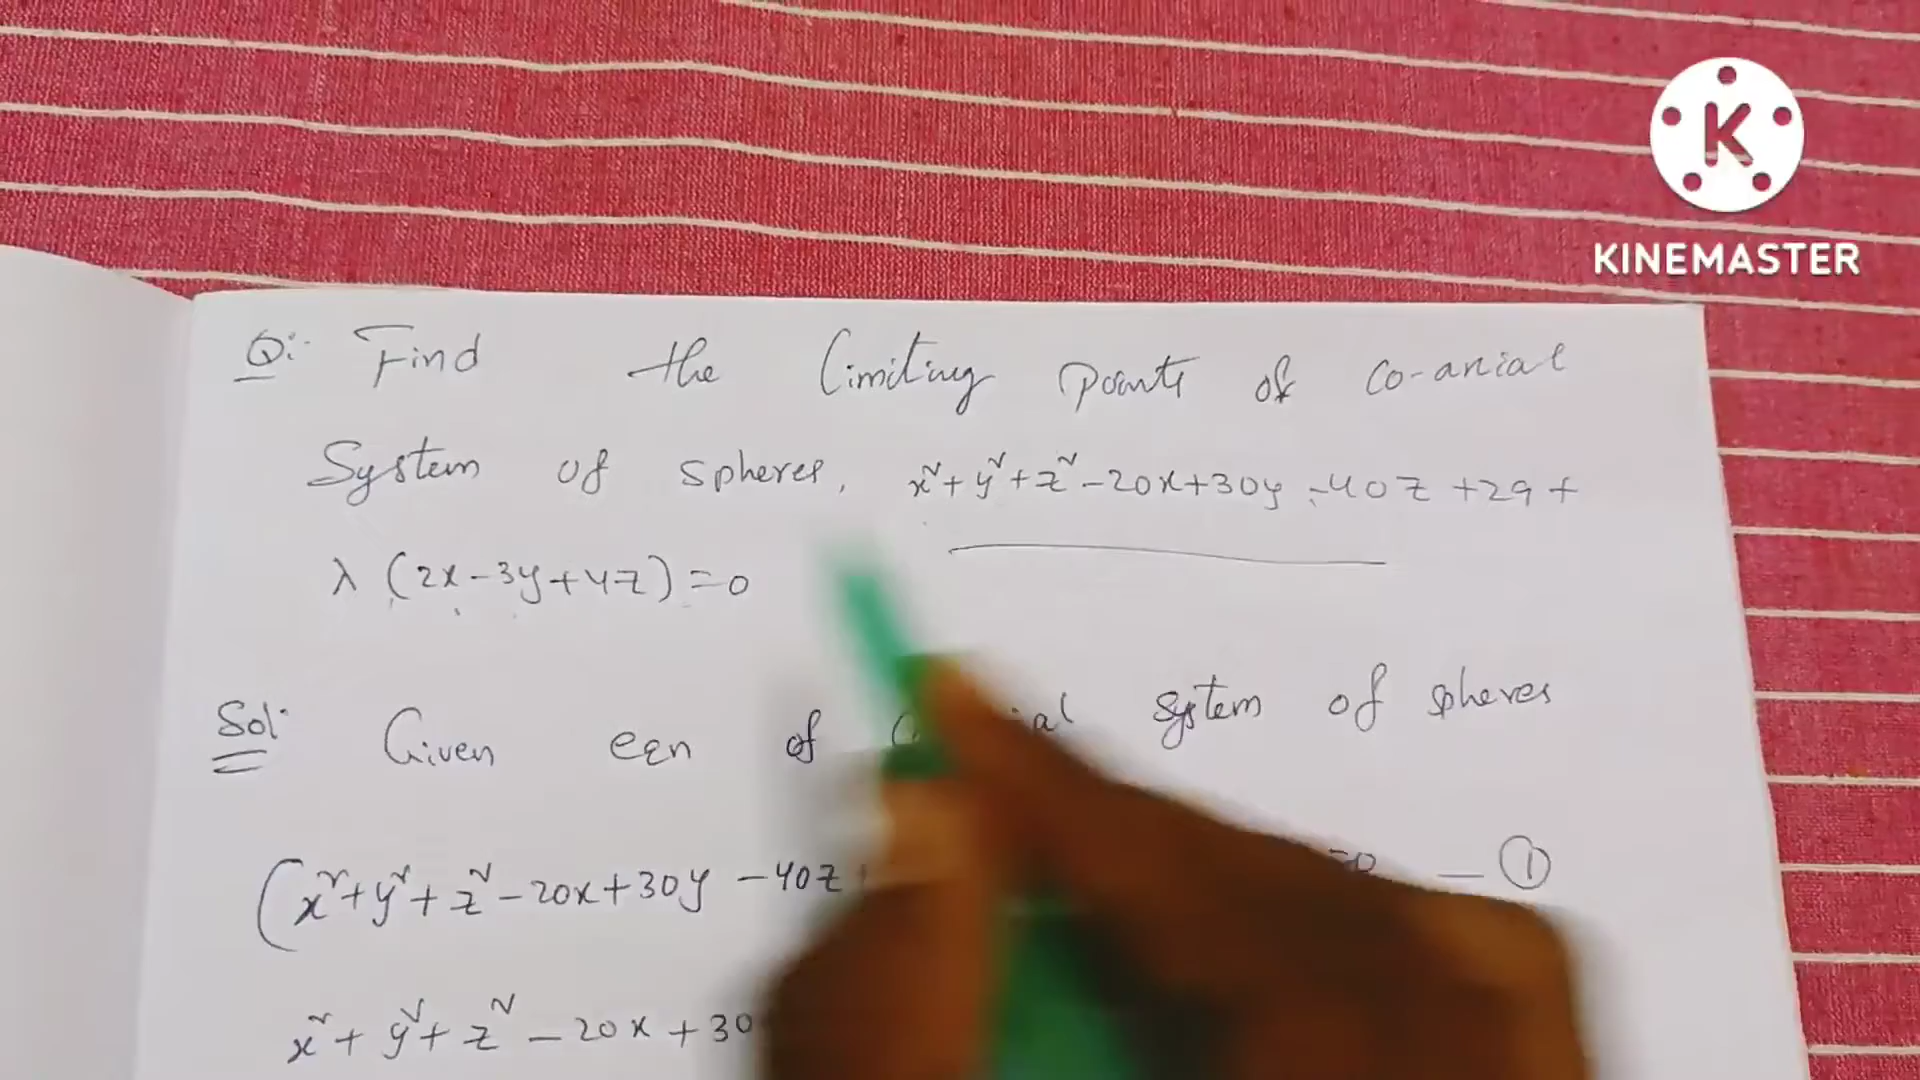 K
KINEMASTER
Q:- Find the limiting points of co-axial
System of spheres, x²+y²+z²-20x+30y-40z+29+
λ (2x-3y+4z)=0
Sol: Given eqn of system of spheres
(x²+y²+z²-20x+30y-40z
=0 — ①
x²+y²+z²-20x+30